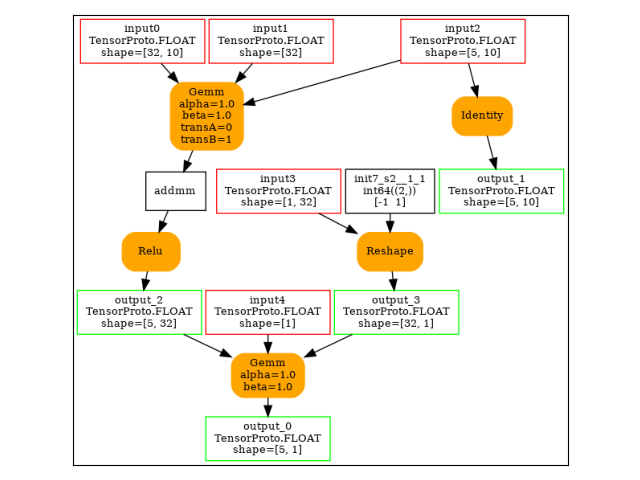 input0
TensorProto.FLOAT
shape=[32, 10]
input1
TensorProto.FLOAT
shape=[32]
input2
TensorProto.FLOAT
shape=[5, 10]
Gemm
alpha=1.0
beta=1.0
transA=0
transB=1
Identity
addmm
input3
TensorProto.FLOAT
shape=[1, 32]
init7_s2__1_1
int64((2,))
[-1 1]
output_1
TensorProto.FLOAT
shape=[5, 10]
Relu
Reshape
output_2
TensorProto.FLOAT
shape=[5, 32]
input4
TensorProto.FLOAT
shape=[1]
output_3
TensorProto.FLOAT
shape=[32, 1]
Gemm
alpha=1.0
beta=1.0
output_0
TensorProto.FLOAT
shape=[5, 1]